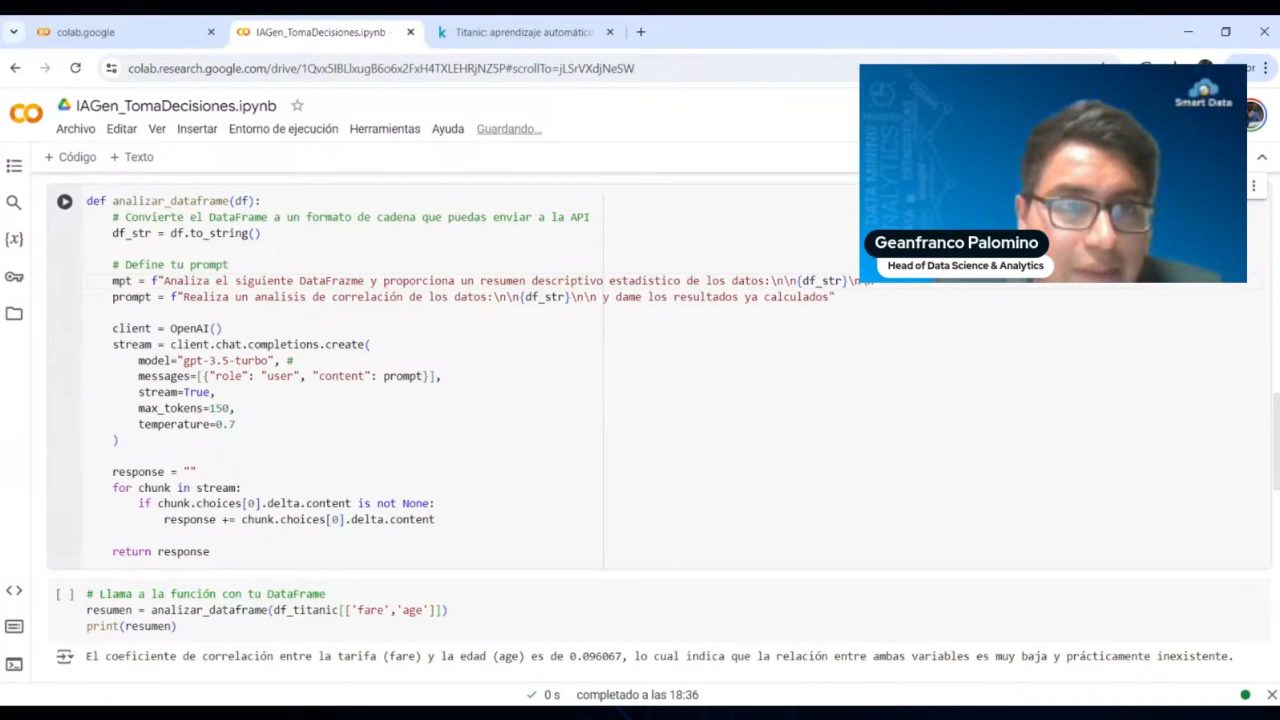 colab.google
IAGen_TomaDecisiones.ipynb -
Titanic: aprendizaje automático
colab.research.google.com/drive/1Qvx5IBLlxugB6o6x2FxH4TXLEHRjNZ5P#scrollTo=jLSrVXdjNeSW
IAGen_TomaDecisiones.ipynb
Archivo Editar Ver Insertar Entorno de ejecución Herramientas Ayuda Guardando...
+ Código + Texto
Smart Data
Geanfranco Palomino
Head of Data Science & Analytics
def analizar_dataframe(df):
# Convierte el DataFrame a un formato de cadena que puedas enviar a la API
df_str = df.to_string()
# Define tu prompt
mpt = f"Analiza el siguiente DataFrazme y proporciona un resumen descriptivo estadistico de los datos:\n\n{df_str}\n\n
prompt = f"Realiza un analisis de correlación de los datos:\n\n{df_str}\n\n y dame los resultados ya calculados"
client = OpenAI()
stream = client.chat.completions.create(
model="gpt-3.5-turbo", #
messages=[{"role": "user", "content": prompt}],
stream=True,
max_tokens=150,
temperature=0.7
)
response = ""
for chunk in stream:
if chunk.choices[0].delta.content is not None:
response += chunk.choices[0].delta.content
return response
[ ] # Llama a la función con tu DataFrame
resumen = analizar_dataframe(df_titanic[['fare','age']])
print(resumen)
El coeficiente de correlación entre la tarifa (fare) y la edad (age) es de 0.096067, lo cual indica que la relación entre ambas variables es muy baja y prácticamente inexistente.
0 s completado a las 18:36